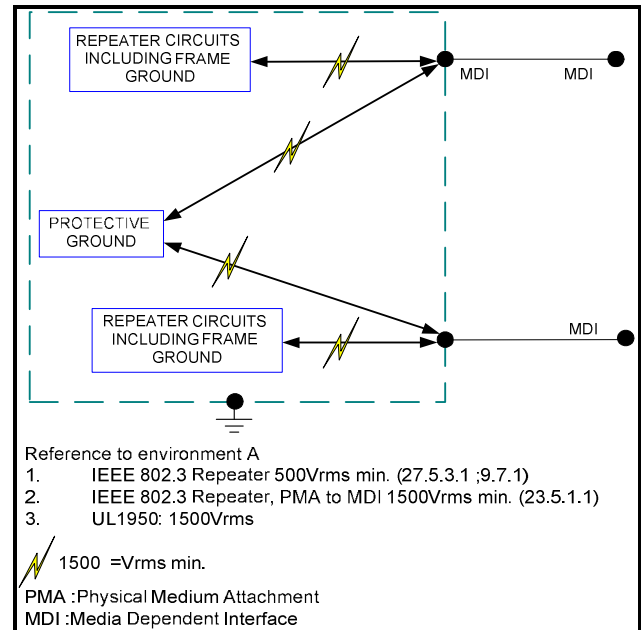 REPEATER CIRCUITS
INCLUDING FRAME
GROUND
MDI
MDI
PROTECTIVE
GROUND
REPEATER CIRCUITS
INCLUDING FRAME
GROUND
MDI
Reference to environment A
1. IEEE 802.3 Repeater 500Vrms min. (27.5.3.1 ;9.7.1)
2. IEEE 802.3 Repeater, PMA to MDI 1500Vrms min. (23.5.1.1)
3. UL1950: 1500Vrms
1500 =Vrms min.
PMA :Physical Medium Attachment
MDI :Media Dependent Interface